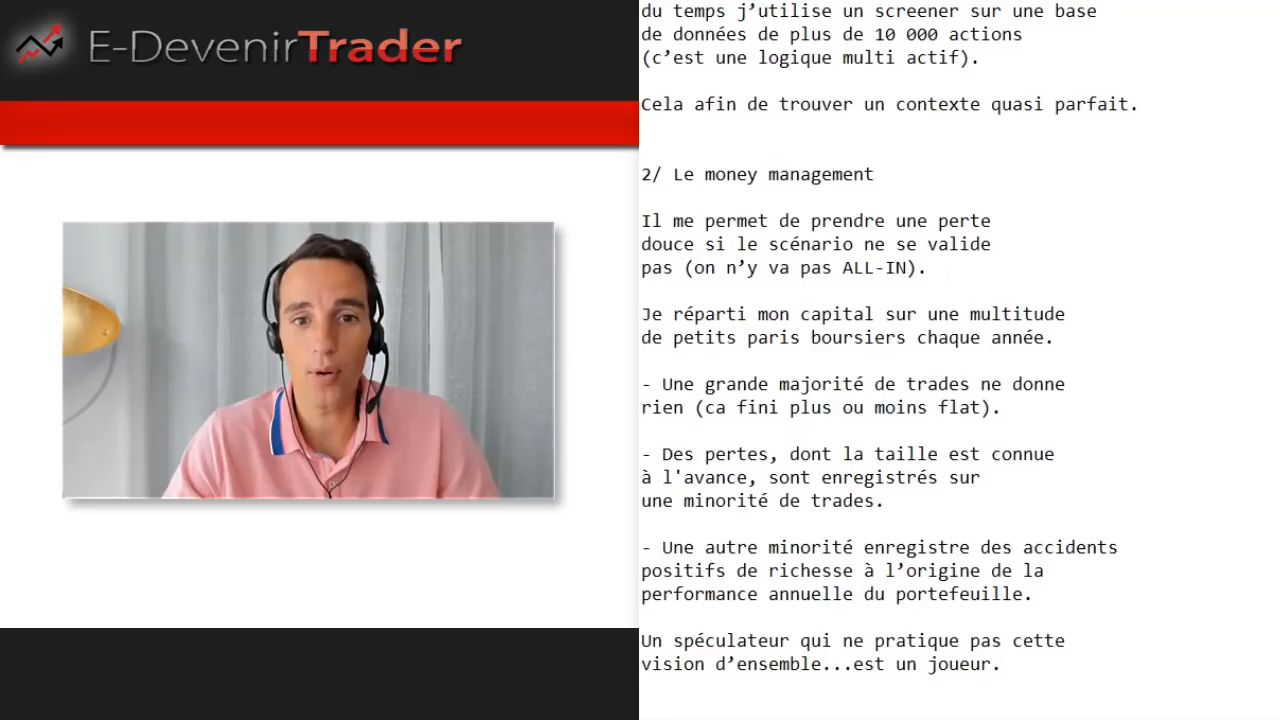 E-DevenirTrader
du temps j’utilise un screener sur une base
de données de plus de 10 000 actions
(c’est une logique multi actif).
Cela afin de trouver un contexte quasi parfait.
2/ Le money management
Il me permet de prendre une perte
douce si le scénario ne se valide
pas (on n’y va pas ALL-IN).
Je réparti mon capital sur une multitude
de petits paris boursiers chaque année.
- Une grande majorité de trades ne donne
rien (ca fini plus ou moins flat).
- Des pertes, dont la taille est connue
à l'avance, sont enregistrés sur
une minorité de trades.
- Une autre minorité enregistre des accidents
positifs de richesse à l’origine de la
performance annuelle du portefeuille.
Un spéculateur qui ne pratique pas cette
vision d’ensemble...est un joueur.